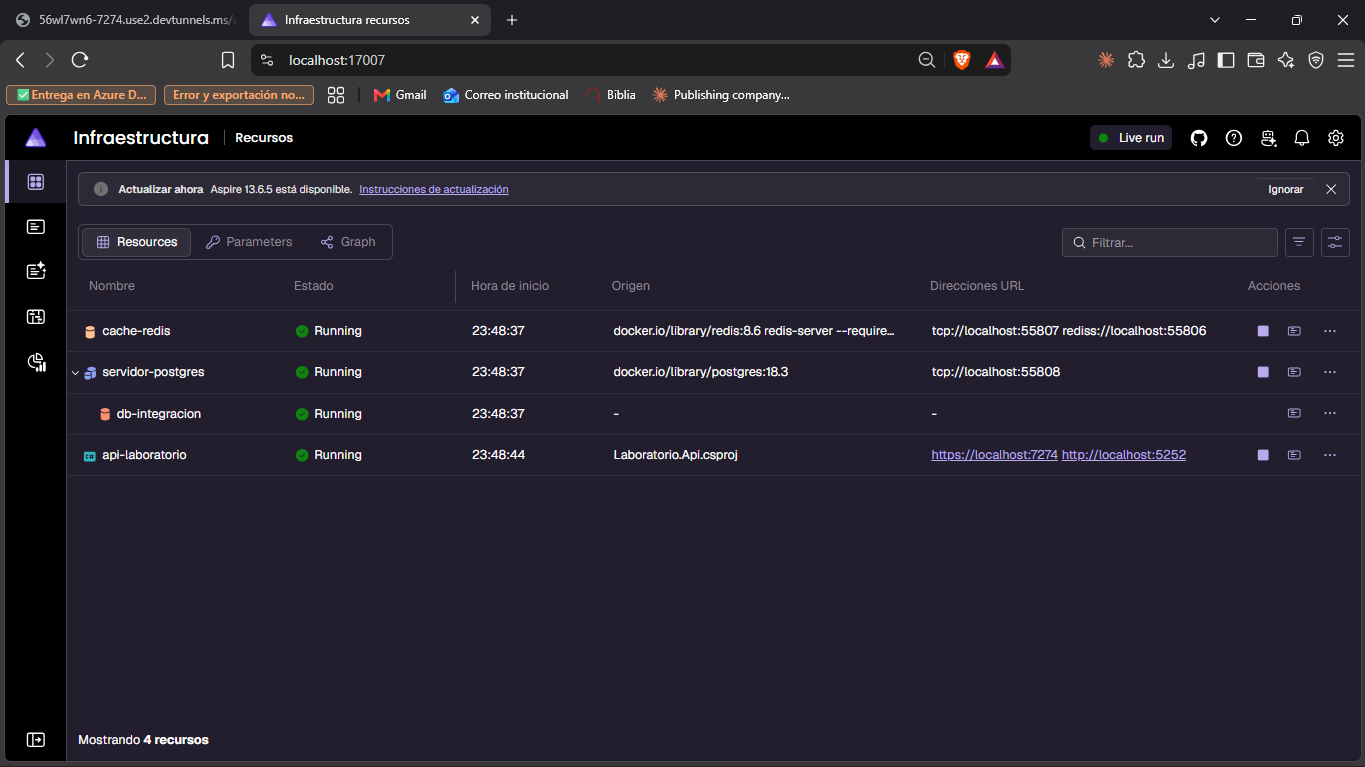 56wl7wn6-7274.use2.devtunnels.ms/
Infraestructura recursos
localhost:17007
✅Entrega en Azure D...
Error y exportación no...
Gmail
Correo institucional
Biblia
Publishing company...
Infraestructura
Recursos
Live run
Actualizar ahora Aspire 13.6.5 está disponible. Instrucciones de actualización
Ignorar
Resources Parameters Graph
Filtrar...
Nombre Estado Hora de inicio Origen Direcciones URL Acciones
cache-redis Running 23:48:37 docker.io/library/redis:8.6 redis-server --require... tcp://localhost:55807 rediss://localhost:55806
servidor-postgres Running 23:48:37 docker.io/library/postgres:18.3 tcp://localhost:55808
db-integracion Running 23:48:37 - -
api-laboratorio Running 23:48:44 Laboratorio.Api.csproj https://localhost:7274 http://localhost:5252
Mostrando 4 recursos